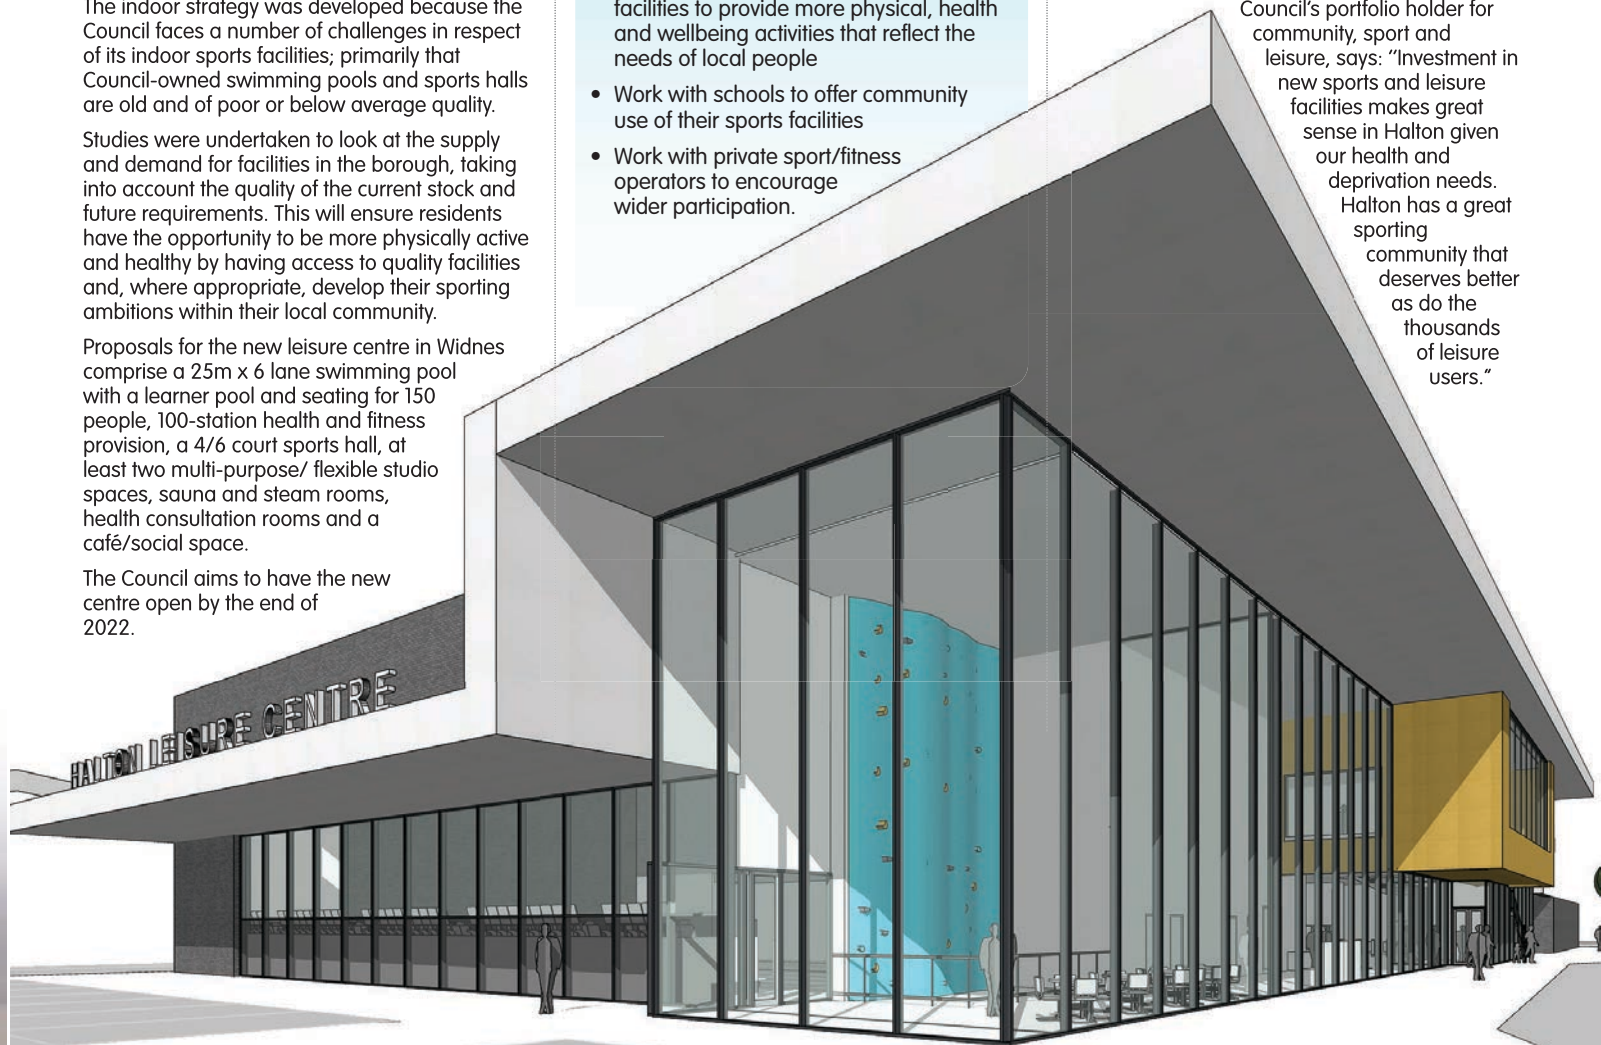 The indoor strategy was developed because the
Council faces a number of challenges in respect
of its indoor sports facilities; primarily that
Council-owned swimming pools and sports halls
are old and of poor or below average quality.
Studies were undertaken to look at the supply
and demand for facilities in the borough, taking
into account the quality of the current stock and
future requirements. This will ensure residents
have the opportunity to be more physically active
and healthy by having access to quality facilities
and, where appropriate, develop their sporting
ambitions within their local community.
Proposals for the new leisure centre in Widnes
comprise a 25m x 6 lane swimming pool
with a learner pool and seating for 150
people, 100-station health and fitness
provision, a 4/6 court sports hall, at
least two multi-purpose/ flexible studio
spaces, sauna and steam rooms,
health consultation rooms and a
café/social space.
The Council aims to have the new
centre open by the end of
2022.
facilities to provide more physical, health
and wellbeing activities that reflect the
needs of local people
• Work with schools to offer community
use of their sports facilities
• Work with private sport/fitness
operators to encourage
wider participation.
Council's portfolio holder for
community, sport and
leisure, says: "Investment in
new sports and leisure
facilities makes great
sense in Halton given
our health and
deprivation needs.
Halton has a great
sporting
community that
deserves better
as do the
thousands
of leisure
users."
HALTON LEISURE CENTRE